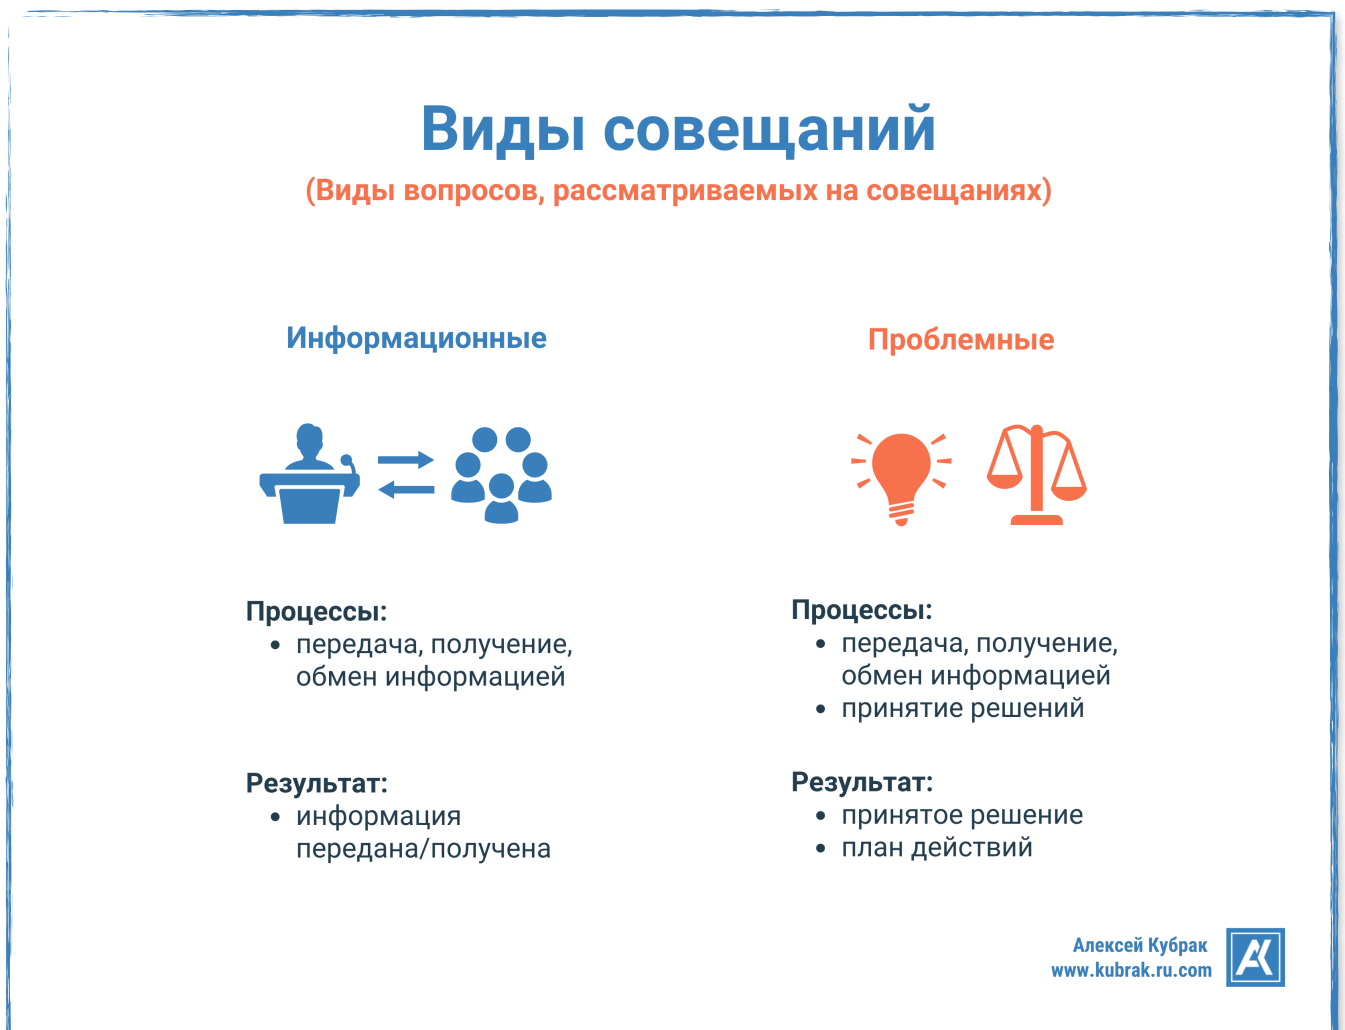 Виды совещаний
(Виды вопросов, рассматриваемых на совещаниях)
Информационные
Процессы:
• передача, получение,
обмен информацией
Результат:
• информация
передана/получена
Проблемные
Процессы:
• передача, получение,
обмен информацией
• принятие решений
Результат:
• принятое решение
• план действий
Алексей Кубрак
www.kubrak.ru.com
АК